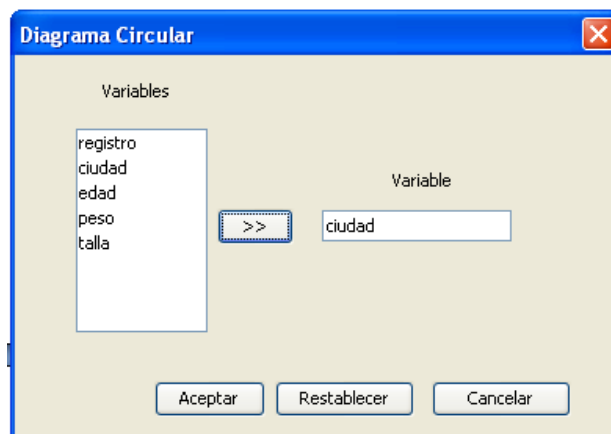 Diagrama Circular
Variables
registro
ciudad
edad
peso
talla
Variable
>>
ciudad
Aceptar Restablecer Cancelar